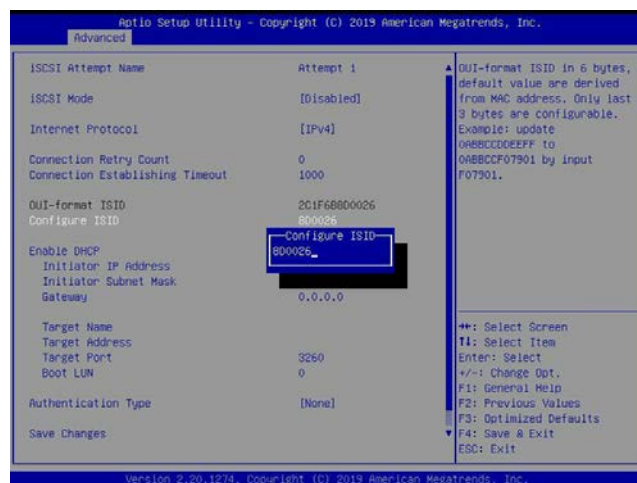 Aptio Setup Utility - Copyright (C) 2019 American Megatrends, Inc.
Advanced
iSCSI Attempt Name Attempt 1
iSCSI Mode [Disabled]
Internet Protocol [IPv4]
Connection Retry Count 0
Connection Establishing Timeout 1000
OUI-format ISID 2C1F6B8D0026
Configure ISID 8D0026
Configure ISID
8D0026_
Enable DHCP
Initiator IP Address
Initiator Subnet Mask
Gateway 0.0.0.0
Target Name
Target Address
Target Port 3260
Boot LUN 0
Authentication Type [None]
Save Changes
OUI-format ISID in 6 bytes,
default value are derived
from MAC address. Only last
3 bytes are configurable.
Example: update
0ABBCCDDEEFF to
0ABBCCF07901 by input
F07901.
→←: Select Screen
↑↓: Select Item
Enter: Select
+/-: Change Opt.
F1: General Help
F2: Previous Values
F3: Optimized Defaults
F4: Save & Exit
ESC: Exit
Version 2.20.1274. Copyright (C) 2019 American Megatrends, Inc.